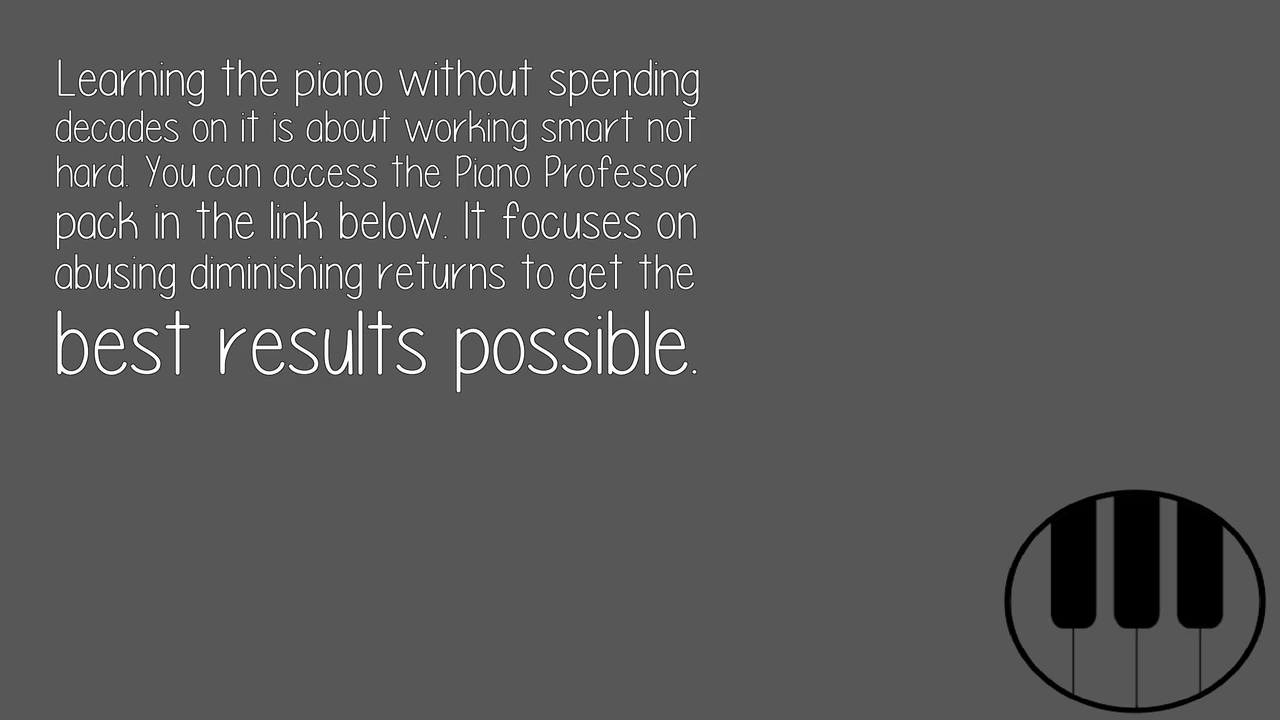 Learning the piano without spending
decades on it is about working smart not
hard. You can access the Piano Professor
pack in the link below. It focuses on
abusing diminishing returns to get the
best results possible.